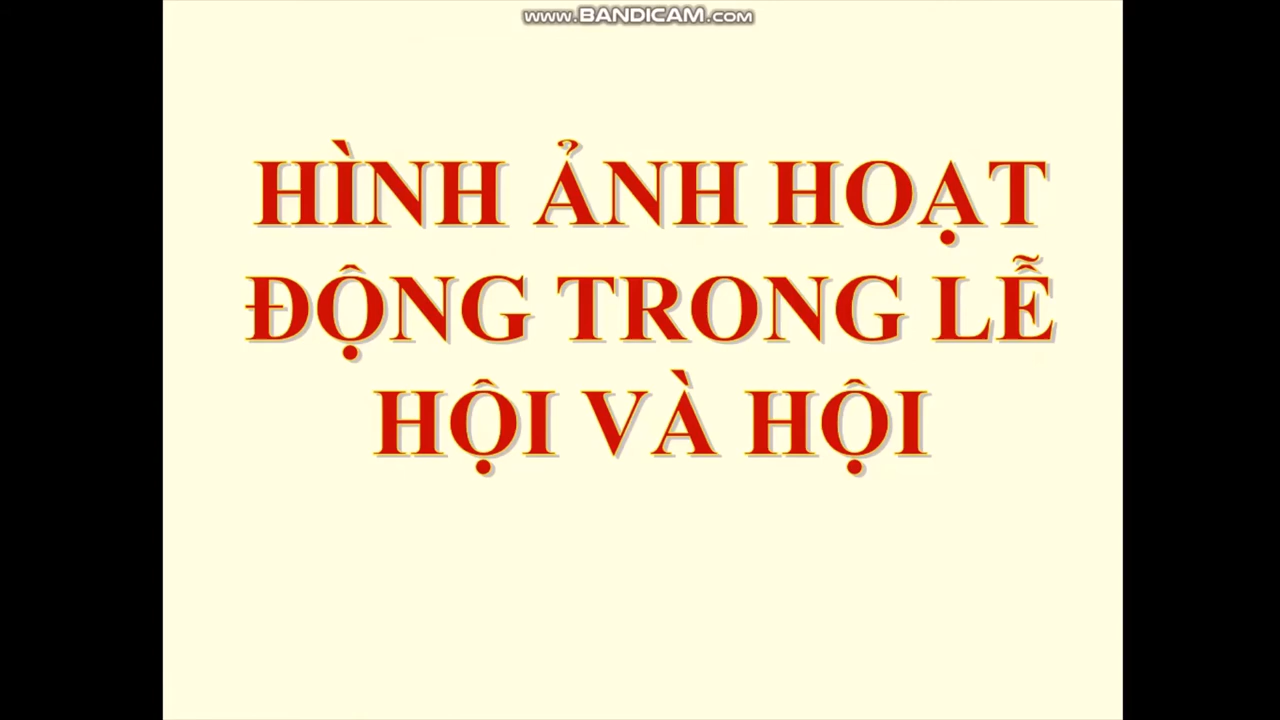 www.BANDICAM.com
HÌNH ẢNH HOẠT
ĐỘNG TRONG LỄ
HỘI VÀ HỘI